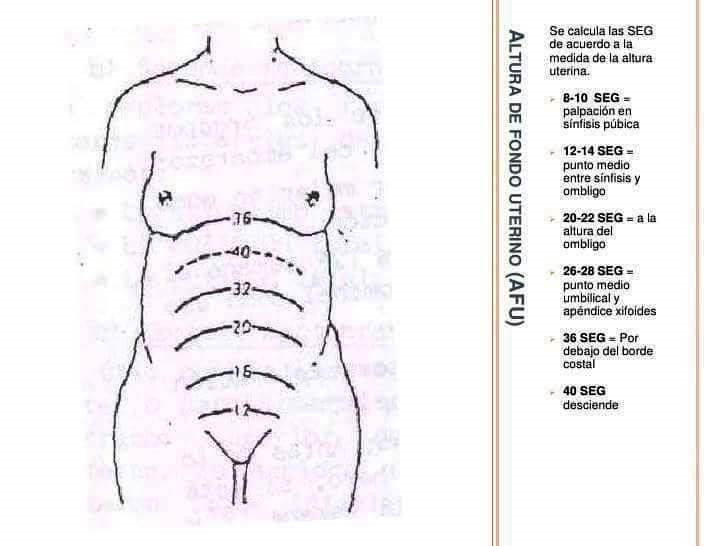 36
40
32
20
16
12
ALTURA DE FONDO UTERINO (AFU)
Se calcula las SEG
de acuerdo a la
medida de la altura
uterina.
8-10 SEG =
palpación en
sínfisis púbica
12-14 SEG =
punto medio
entre sínfisis y
ombligo
20-22 SEG = a la
altura del
ombligo
26-28 SEG =
punto medio
umbilical y
apéndice xifoides
36 SEG = Por
debajo del borde
costal
40 SEG
desciende